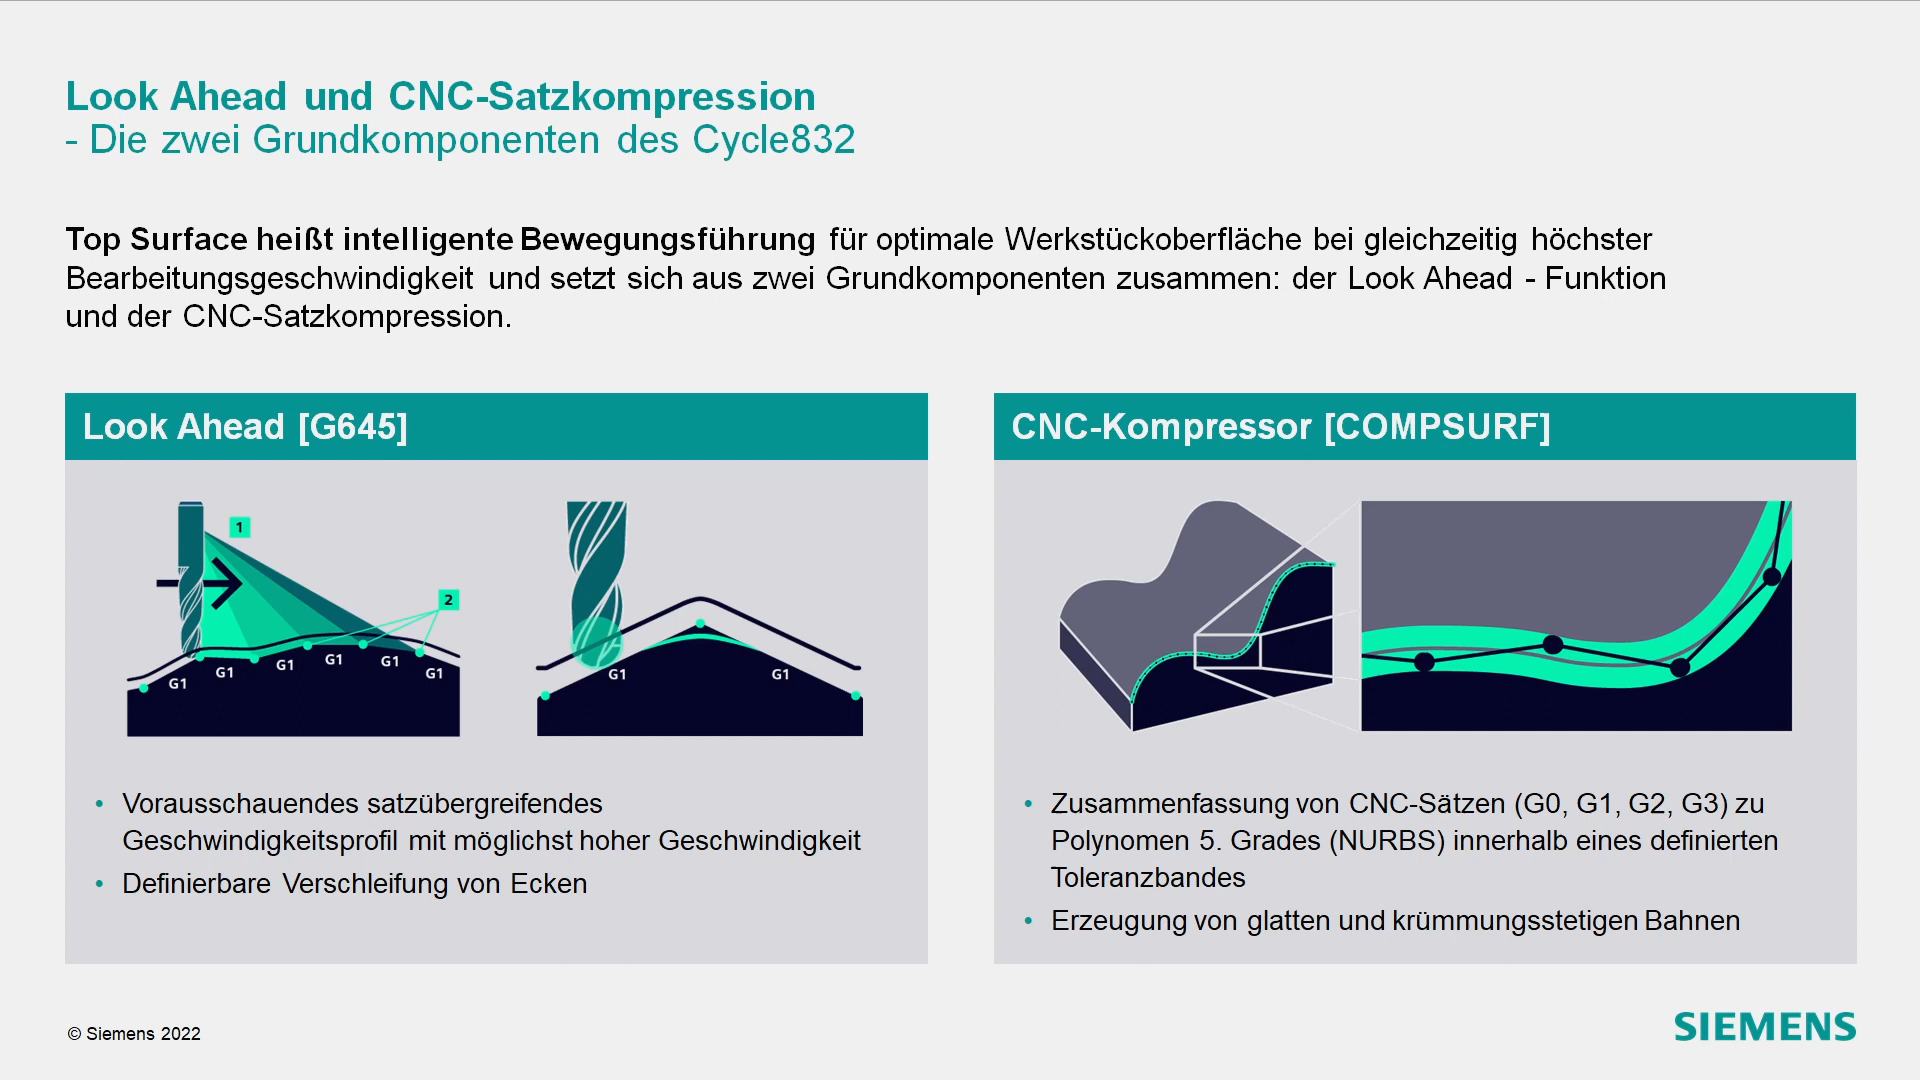 Look Ahead und CNC-Satzkompression
- Die zwei Grundkomponenten des Cycle832
Top Surface heißt intelligente Bewegungsführung für optimale Werkstückoberfläche bei gleichzeitig höchster
Bearbeitungsgeschwindigkeit und setzt sich aus zwei Grundkomponenten zusammen: der Look Ahead - Funktion
und der CNC-Satzkompression.
Look Ahead [G645]
1
2
G1
G1
G1
G1
G1
G1
G1
G1
• Vorausschauendes satzübergreifendes
Geschwindigkeitsprofil mit möglichst hoher Geschwindigkeit
• Definierbare Verschleifung von Ecken
CNC-Kompressor [COMPSURF]
• Zusammenfassung von CNC-Sätzen (G0, G1, G2, G3) zu
Polynomen 5. Grades (NURBS) innerhalb eines definierten
Toleranzbandes
• Erzeugung von glatten und krümmungsstetigen Bahnen
© Siemens 2022
SIEMENS